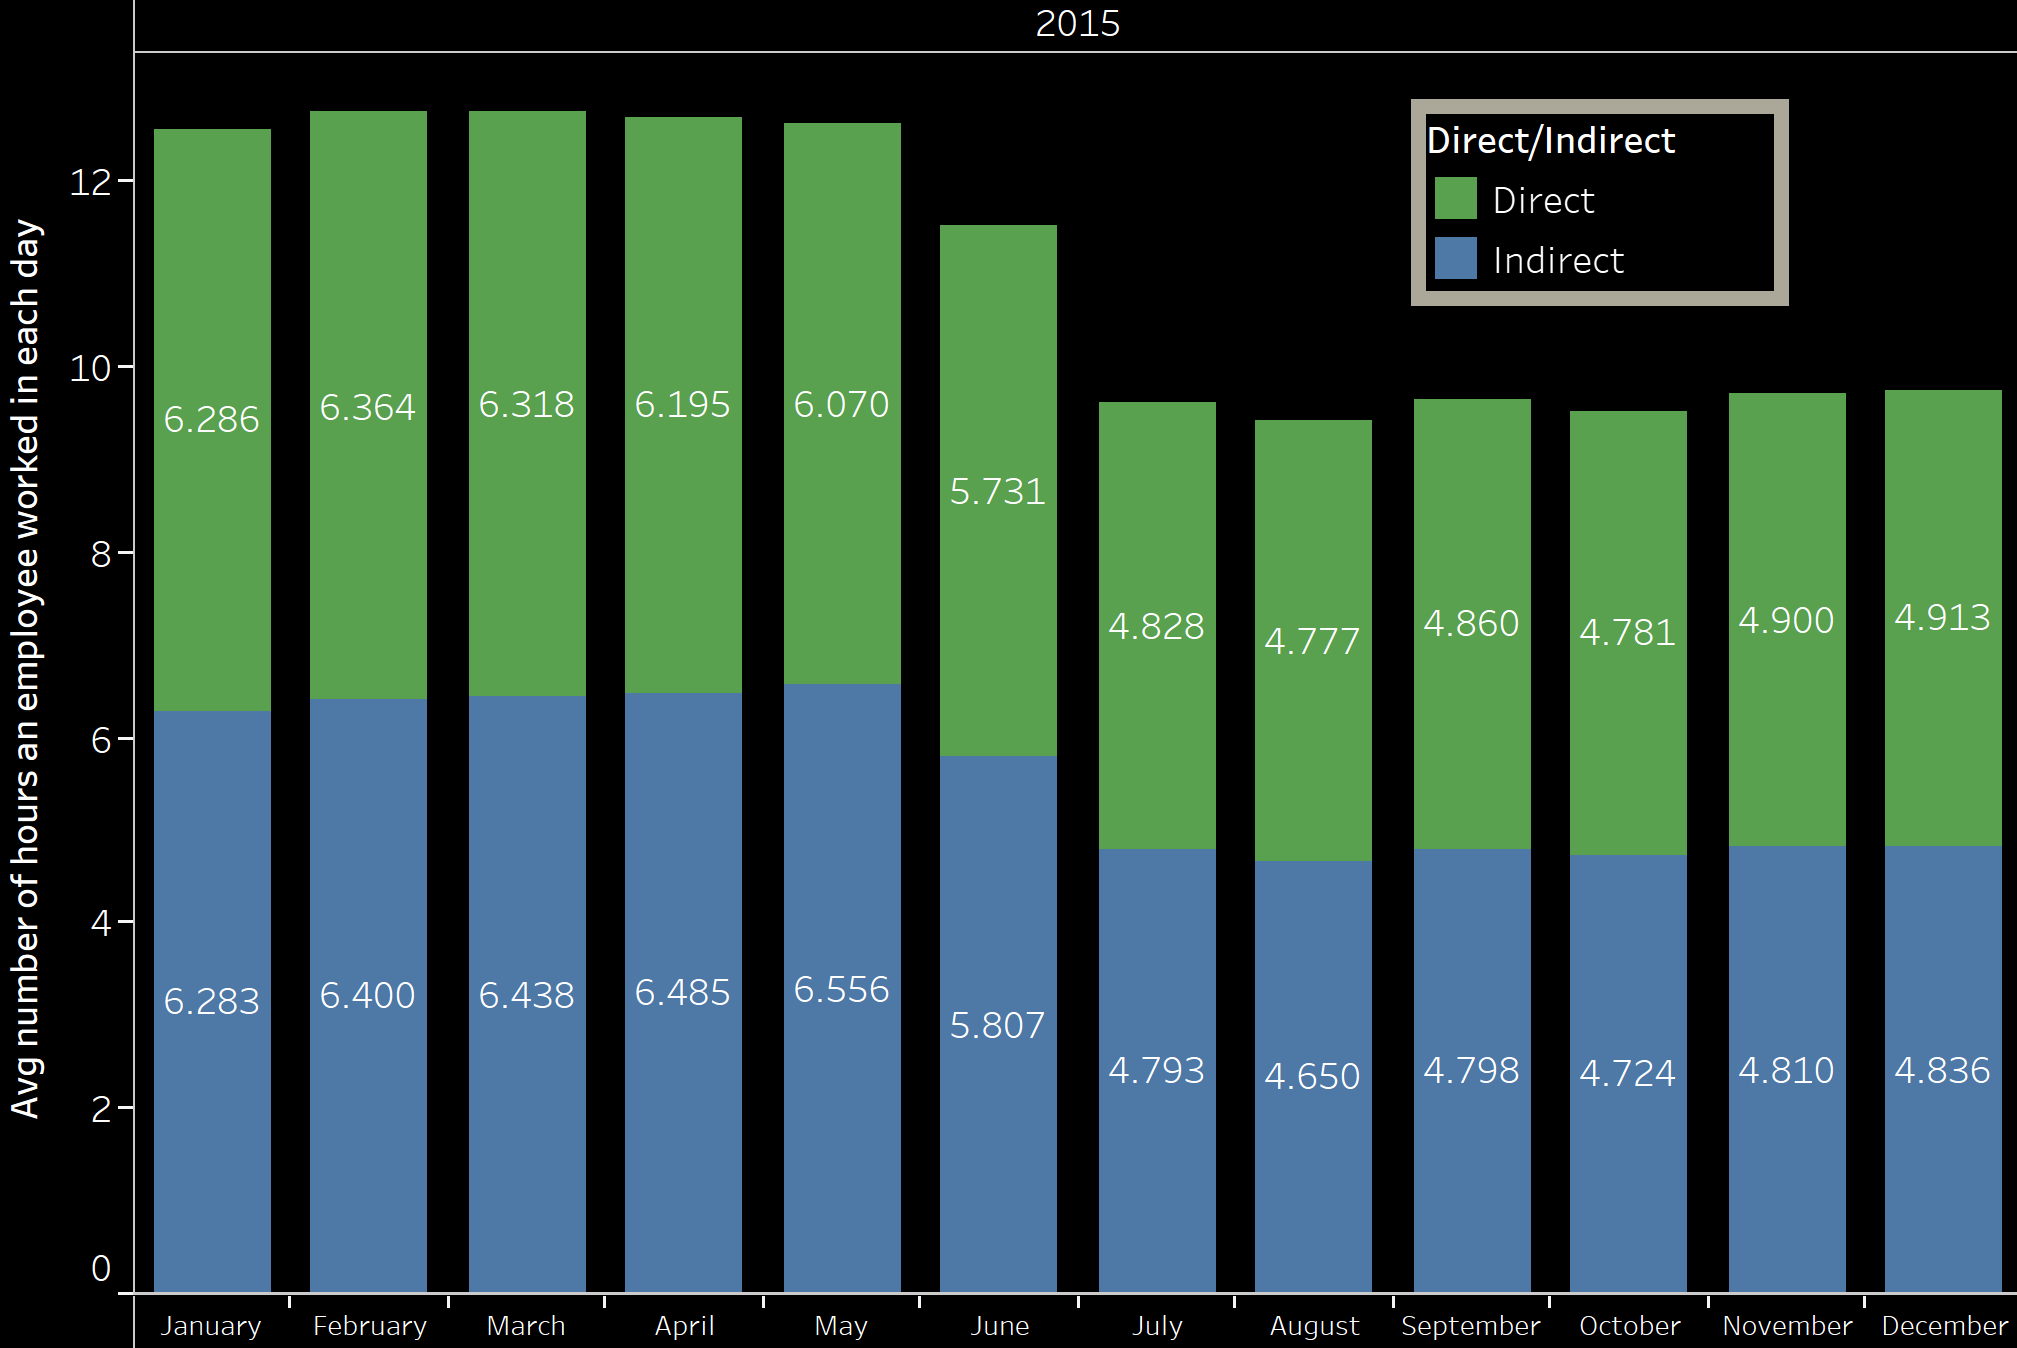 2015
Avg number of hours an employee worked in each day
12
10
8
6
4
2
0
Direct/Indirect
Direct
Indirect
6.286 6.364 6.318 6.195 6.070 5.731 4.828 4.777 4.860 4.781 4.900 4.913
6.283 6.400 6.438 6.485 6.556 5.807 4.793 4.650 4.798 4.724 4.810 4.836
January February March April May June July August September October November December